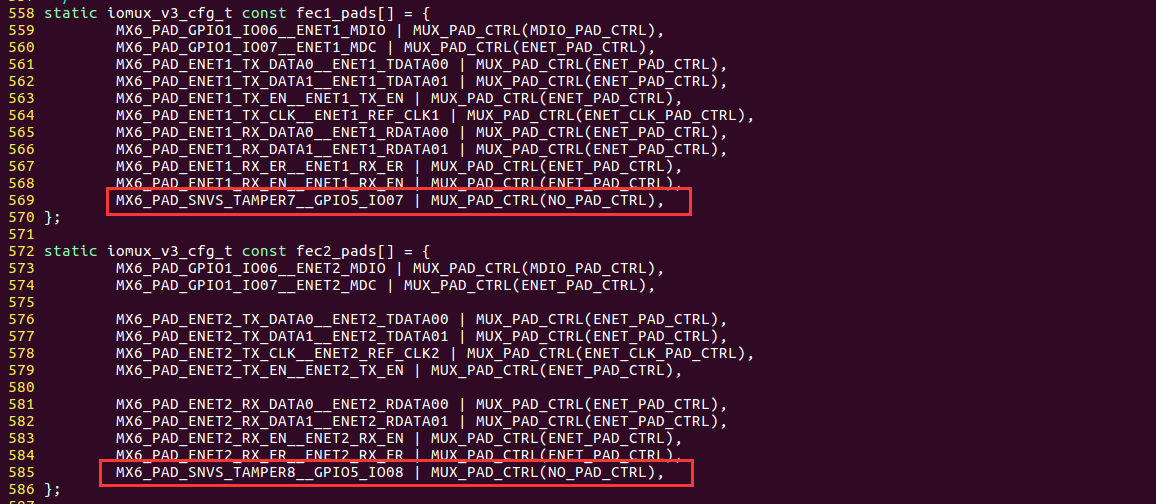 558 static iomux_v3_cfg_t const fec1_pads[] = {
559 MX6_PAD_GPIO1_IO06__ENET1_MDIO | MUX_PAD_CTRL(MDIO_PAD_CTRL),
560 MX6_PAD_GPIO1_IO07__ENET1_MDC | MUX_PAD_CTRL(ENET_PAD_CTRL),
561 MX6_PAD_ENET1_TX_DATA0__ENET1_TDATA00 | MUX_PAD_CTRL(ENET_PAD_CTRL),
562 MX6_PAD_ENET1_TX_DATA1__ENET1_TDATA01 | MUX_PAD_CTRL(ENET_PAD_CTRL),
563 MX6_PAD_ENET1_TX_EN__ENET1_TX_EN | MUX_PAD_CTRL(ENET_PAD_CTRL),
564 MX6_PAD_ENET1_TX_CLK__ENET1_REF_CLK1 | MUX_PAD_CTRL(ENET_CLK_PAD_CTRL),
565 MX6_PAD_ENET1_RX_DATA0__ENET1_RDATA00 | MUX_PAD_CTRL(ENET_PAD_CTRL),
566 MX6_PAD_ENET1_RX_DATA1__ENET1_RDATA01 | MUX_PAD_CTRL(ENET_PAD_CTRL),
567 MX6_PAD_ENET1_RX_ER__ENET1_RX_ER | MUX_PAD_CTRL(ENET_PAD_CTRL),
568 MX6_PAD_ENET1_RX_EN__ENET1_RX_EN | MUX_PAD_CTRL(ENET_PAD_CTRL),
569 MX6_PAD_SNVS_TAMPER7__GPIO5_IO07 | MUX_PAD_CTRL(NO_PAD_CTRL),
570 };
571
572 static iomux_v3_cfg_t const fec2_pads[] = {
573 MX6_PAD_GPIO1_IO06__ENET2_MDIO | MUX_PAD_CTRL(MDIO_PAD_CTRL),
574 MX6_PAD_GPIO1_IO07__ENET2_MDC | MUX_PAD_CTRL(ENET_PAD_CTRL),
575
576 MX6_PAD_ENET2_TX_DATA0__ENET2_TDATA00 | MUX_PAD_CTRL(ENET_PAD_CTRL),
577 MX6_PAD_ENET2_TX_DATA1__ENET2_TDATA01 | MUX_PAD_CTRL(ENET_PAD_CTRL),
578 MX6_PAD_ENET2_TX_CLK__ENET2_REF_CLK2 | MUX_PAD_CTRL(ENET_CLK_PAD_CTRL),
579 MX6_PAD_ENET2_TX_EN__ENET2_TX_EN | MUX_PAD_CTRL(ENET_PAD_CTRL),
580
581 MX6_PAD_ENET2_RX_DATA0__ENET2_RDATA00 | MUX_PAD_CTRL(ENET_PAD_CTRL),
582 MX6_PAD_ENET2_RX_DATA1__ENET2_RDATA01 | MUX_PAD_CTRL(ENET_PAD_CTRL),
583 MX6_PAD_ENET2_RX_EN__ENET2_RX_EN | MUX_PAD_CTRL(ENET_PAD_CTRL),
584 MX6_PAD_ENET2_RX_ER__ENET2_RX_ER | MUX_PAD_CTRL(ENET_PAD_CTRL),
585 MX6_PAD_SNVS_TAMPER8__GPIO5_IO08 | MUX_PAD_CTRL(NO_PAD_CTRL),
586 };